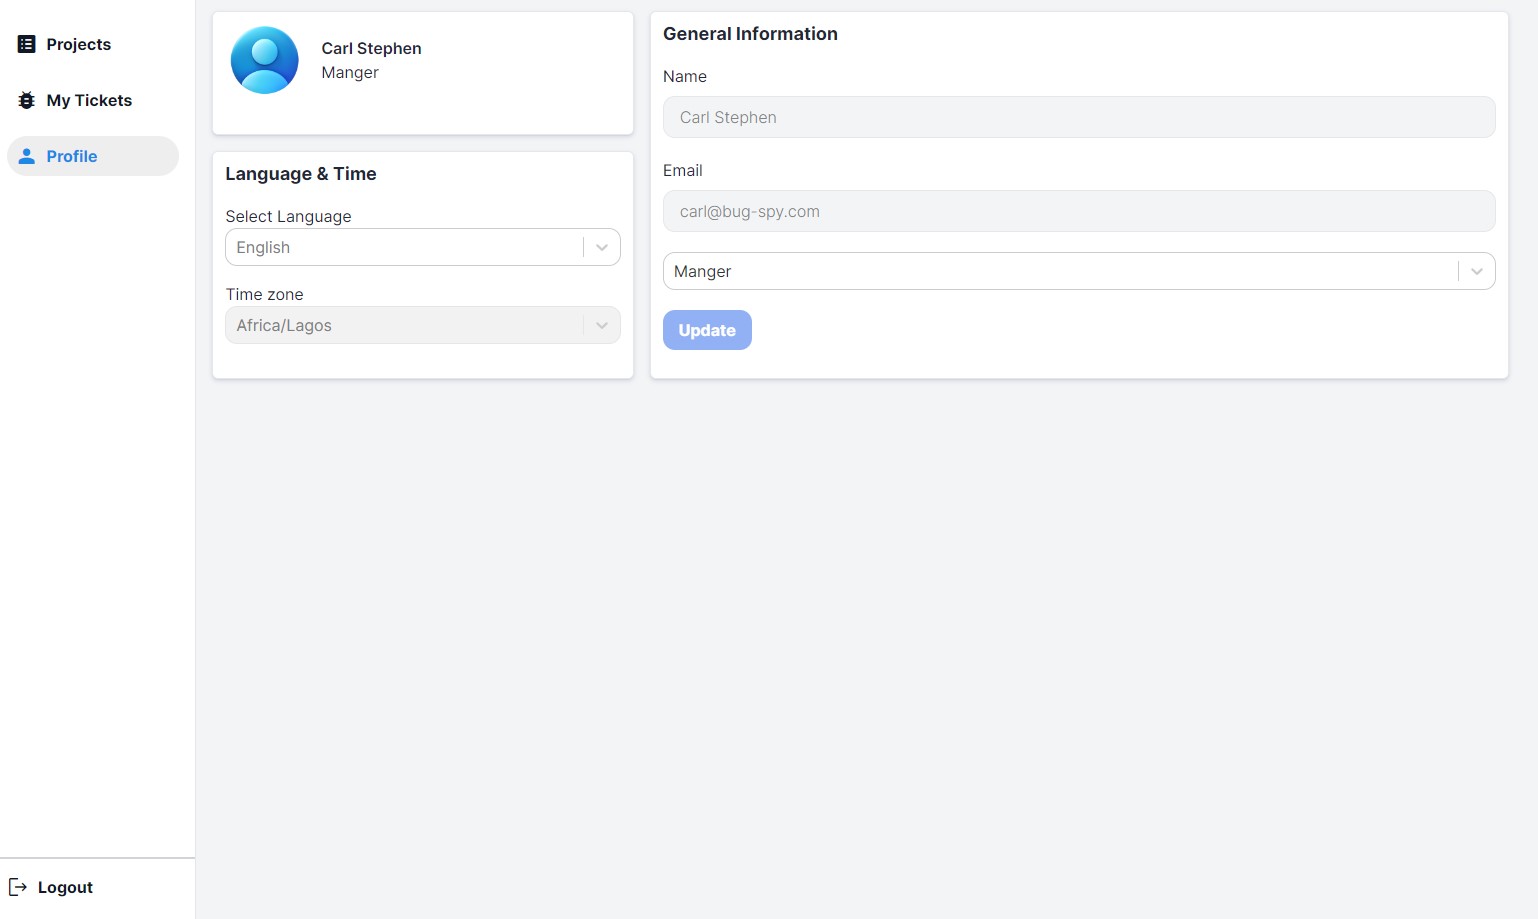 Projects
My Tickets
Profile
Logout
Carl Stephen
Manger
Language & Time
Select Language
English
Time zone
Africa/Lagos
General Information
Name
Carl Stephen
Email
carl@bug-spy.com
Manger
Update